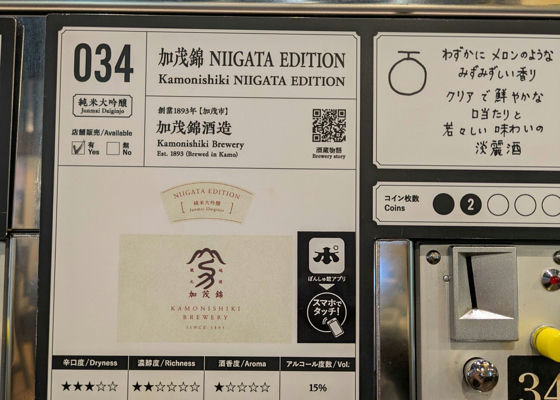 034
純米大吟醸
Junmai Daiginjo
店舗販売/Available
有
Yes
無
No
加茂錦 NIIGATA EDITION
Kamonishiki NIIGATA EDITION
創業1893年【加茂市】
加茂錦酒造
Kamonishiki Brewery
Est. 1893 (Brewed in Kamo)
酒蔵物語
Brewery story
NIIGATA EDITION
純米大吟醸
Junmai Daiginjo
加茂錦
KAMONISHIKI
BREWERY
SINCE 1893
ぽ
ぽんしゅ館アプリ
スマホで
タッチ!
辛口度/Dryness
濃醇度/Richness
酒香度/Aroma
アルコール度数/Vol.
★★★☆☆
★★☆☆☆
★☆☆☆☆
15%
わずかに メロンのような
みずみずしい香り
クリアで鮮やかな
口当たりと
若々しい味わいの
淡麗酒
コイン枚数
Coins
2
34